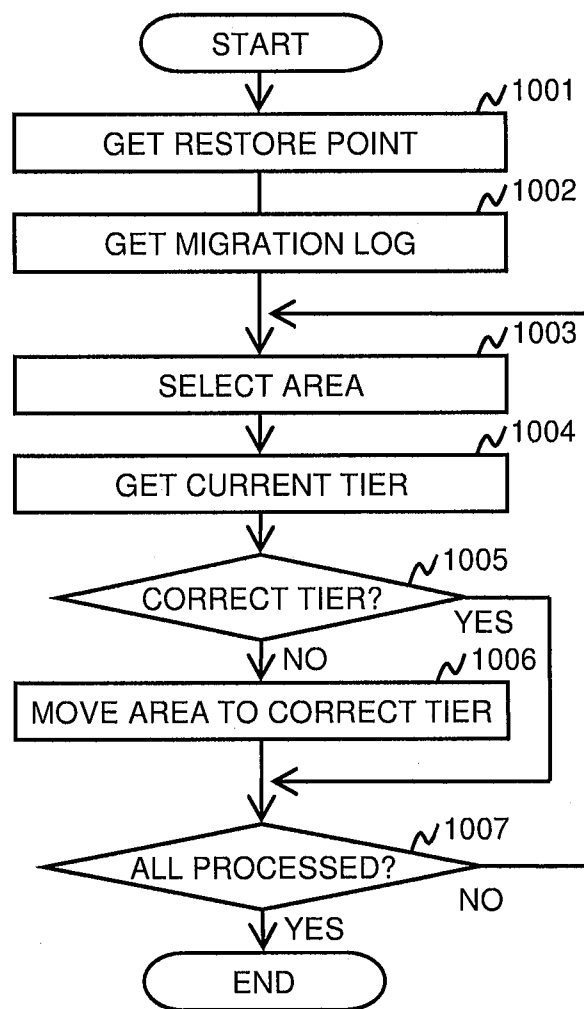 START
1001
GET RESTORE POINT
1002
GET MIGRATION LOG
1003
SELECT AREA
1004
GET CURRENT TIER
1005
CORRECT TIER?
YES
NO
1006
MOVE AREA TO CORRECT TIER
1007
ALL PROCESSED?
NO
YES
END